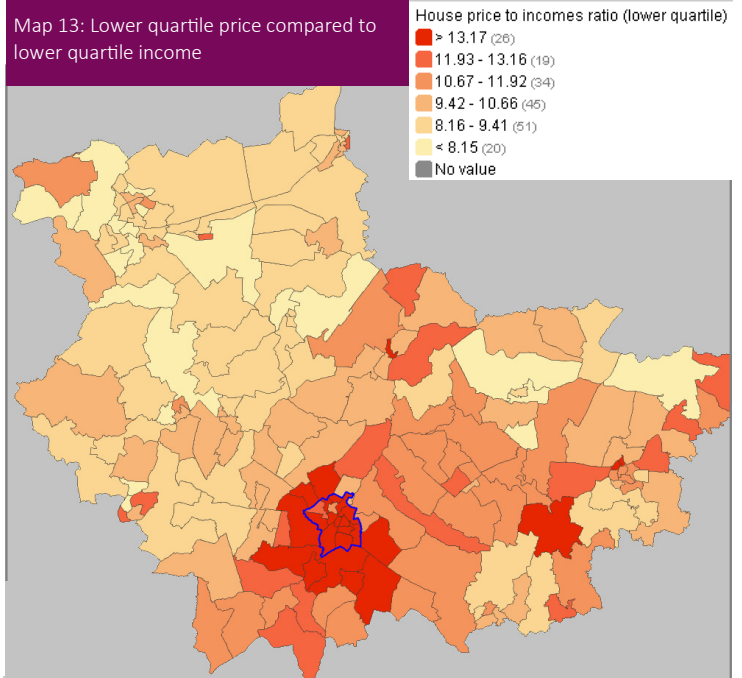 Map 13: Lower quartile price compared to
lower quartile income
House price to incomes ratio (lower quartile)
> 13.17 (26)
11.93 - 13.16 (19)
10.67 - 11.92 (34)
9.42 - 10.66 (45)
8.16 - 9.41 (51)
< 8.15 (20)
No value